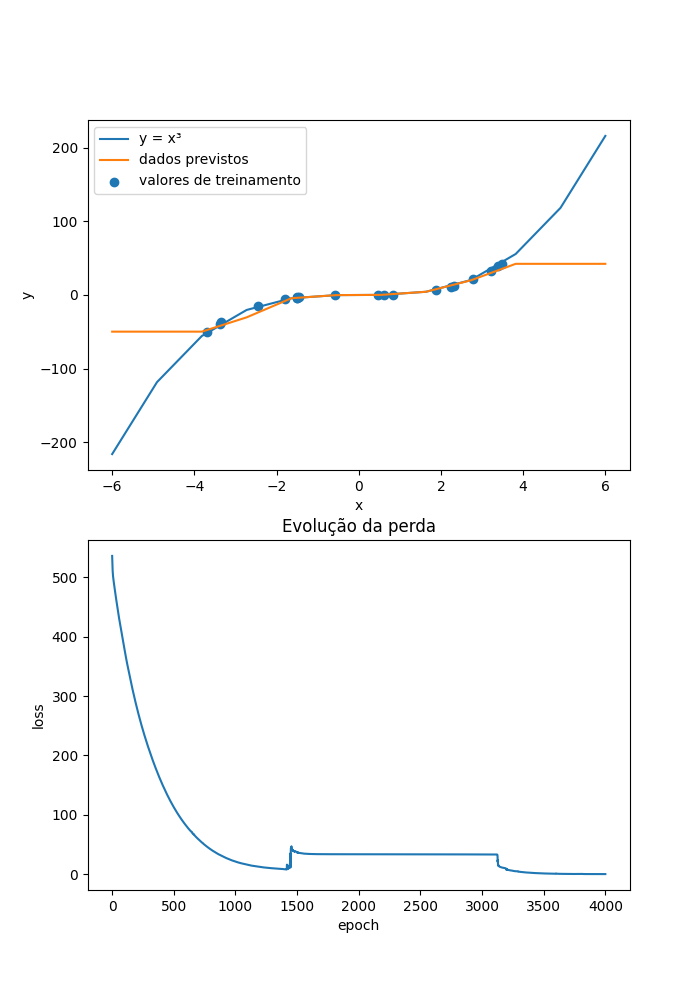 y = x³
dados previstos
valores de treinamento
y
200
100
0
−100
−200
−6 −4 −2 0 2 4 6
x
Evolução da perda
loss
500
400
300
200
100
0
0 500 1000 1500 2000 2500 3000 3500 4000
epoch